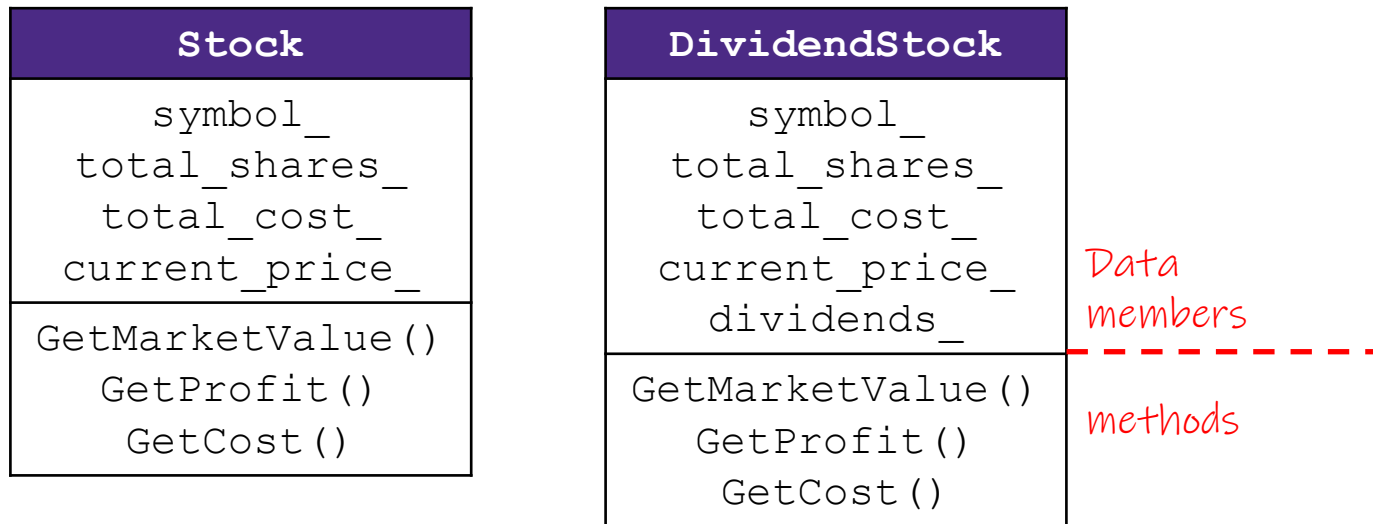 Stock
symbol_
total_shares_
total_cost_
current_price_
GetMarketValue()
GetProfit()
GetCost()
DividendStock
symbol_
total_shares_
total_cost_
current_price_
dividends_
GetMarketValue()
GetProfit()
GetCost()
Data
members
methods